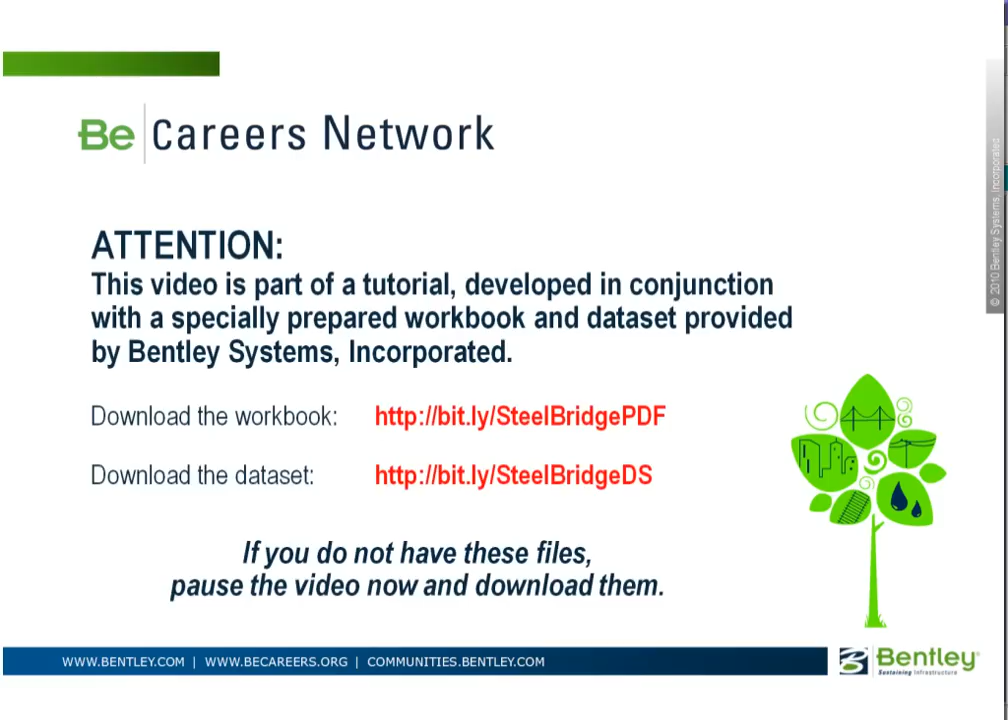 Be Careers Network
© 2010 Bentley Systems, Incorporated
ATTENTION:
This video is part of a tutorial, developed in conjunction
with a specially prepared workbook and dataset provided
by Bentley Systems, Incorporated.
Download the workbook: http://bit.ly/SteelBridgePDF
Download the dataset: http://bit.ly/SteelBridgeDS
If you do not have these files,
pause the video now and download them.
WWW.BENTLEY.COM | WWW.BECAREERS.ORG | COMMUNITIES.BENTLEY.COM
Bentley®
Sustaining Infrastructure